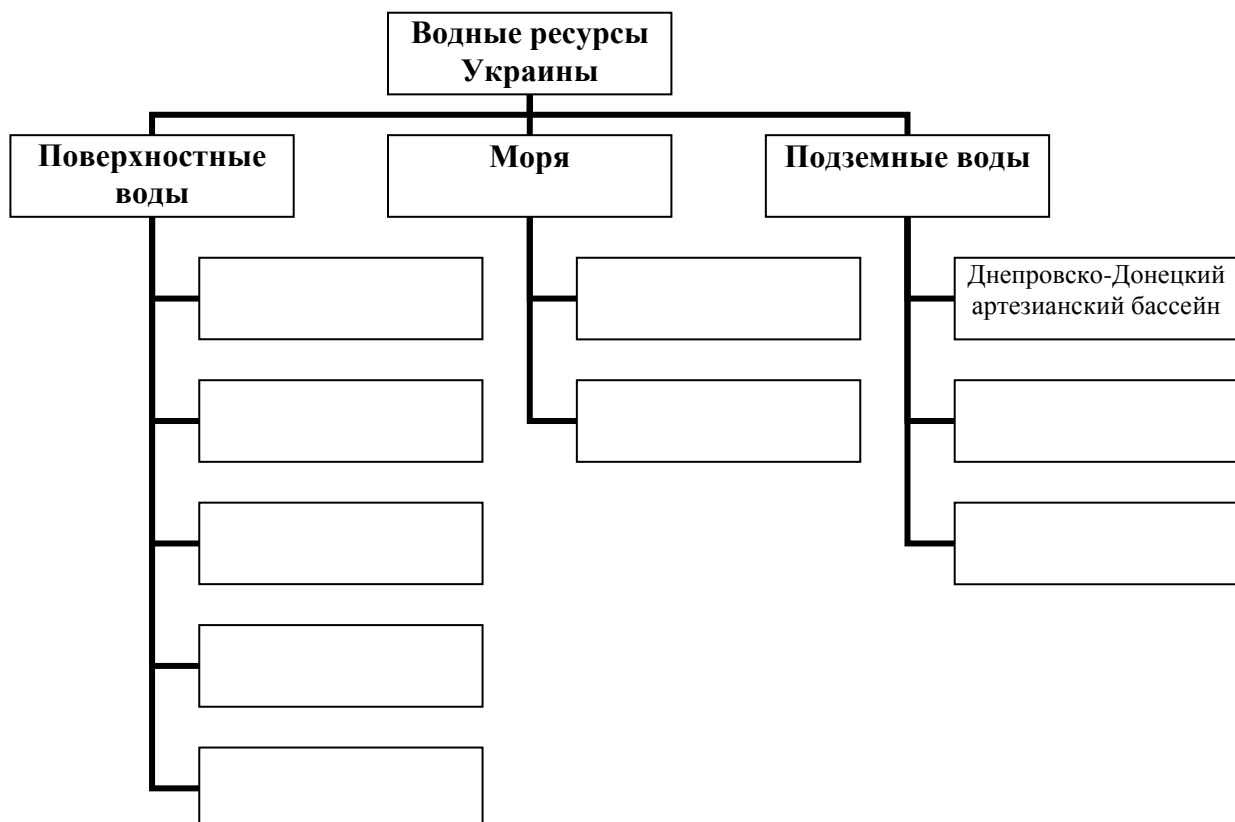 Водные ресурсы
Украины
Поверхностные
воды
Моря
Подземные воды
Днепровско-Донецкий
артезианский бассейн